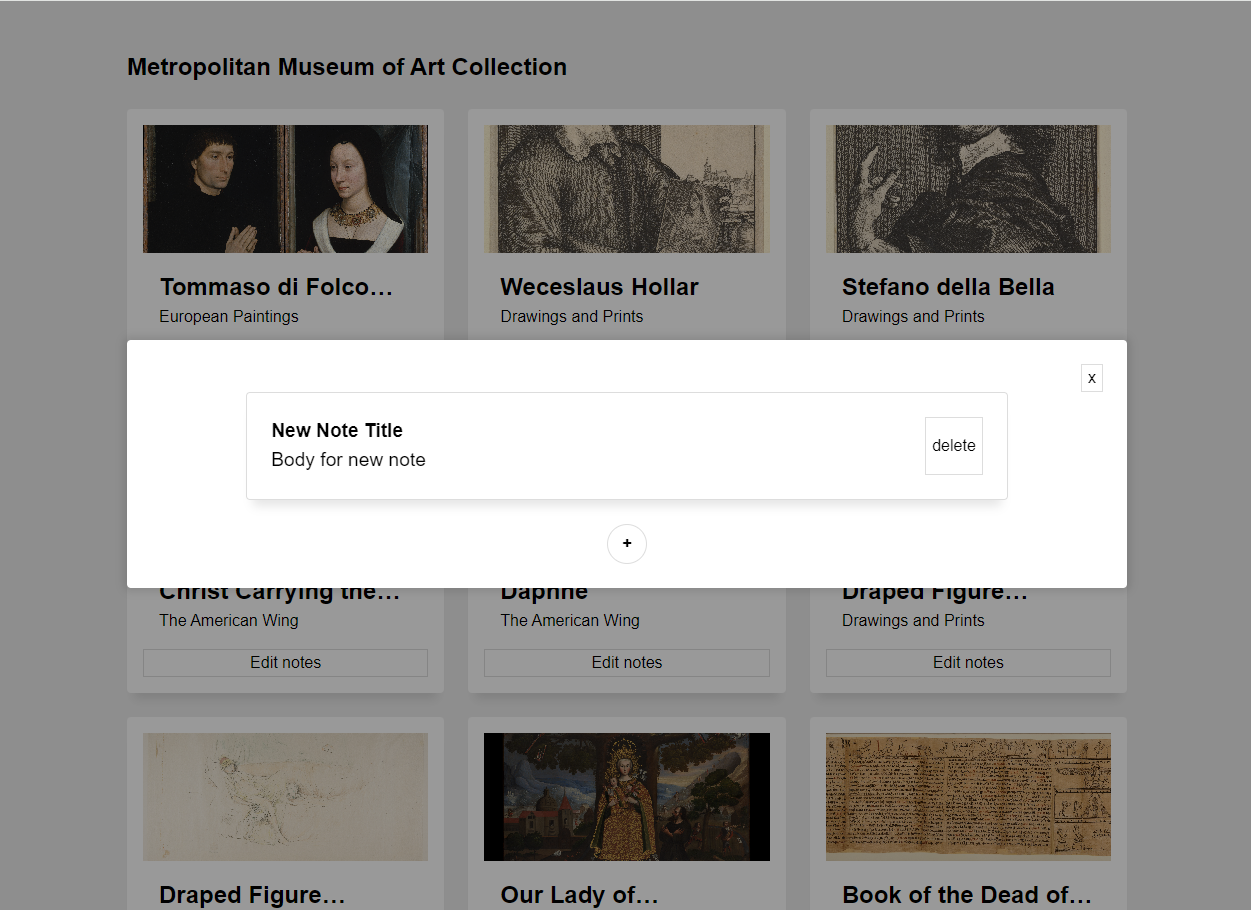 Metropolitan Museum of Art Collection
Tommaso di Folco…
European Paintings
Weceslaus Hollar
Drawings and Prints
Stefano della Bella
Drawings and Prints
x
New Note Title
Body for new note
delete
+
Christ Carrying the…
The American Wing
Edit notes
Daphne
The American Wing
Edit notes
Draped Figure…
Drawings and Prints
Edit notes
Draped Figure…
Our Lady of…
Book of the Dead of…